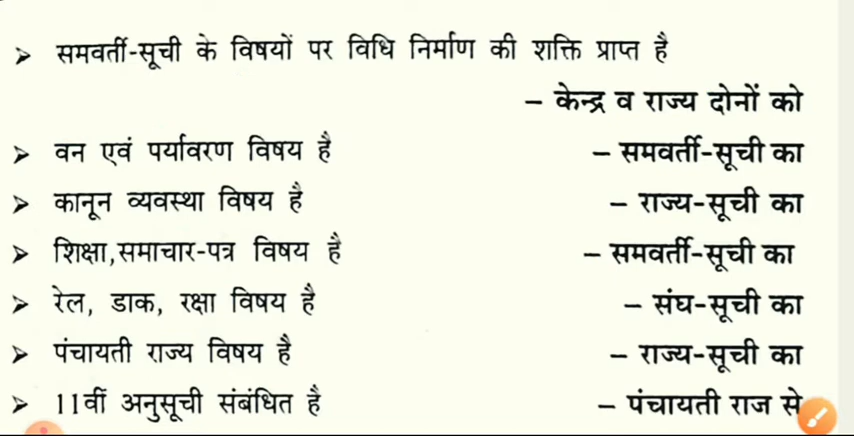 ➢ समवर्ती-सूची के विषयों पर विधि निर्माण की शक्ति प्राप्त है
– केन्द्र व राज्य दोनों को
➢ वन एवं पर्यावरण विषय है – समवर्ती-सूची का
➢ कानून व्यवस्था विषय है – राज्य-सूची का
➢ शिक्षा,समाचार-पत्र विषय है – समवर्ती-सूची का
➢ रेल, डाक, रक्षा विषय है – संघ-सूची का
➢ पंचायती राज्य विषय है – राज्य-सूची का
➢ 11वीं अनुसूची संबंधित है – पंचायती राज से